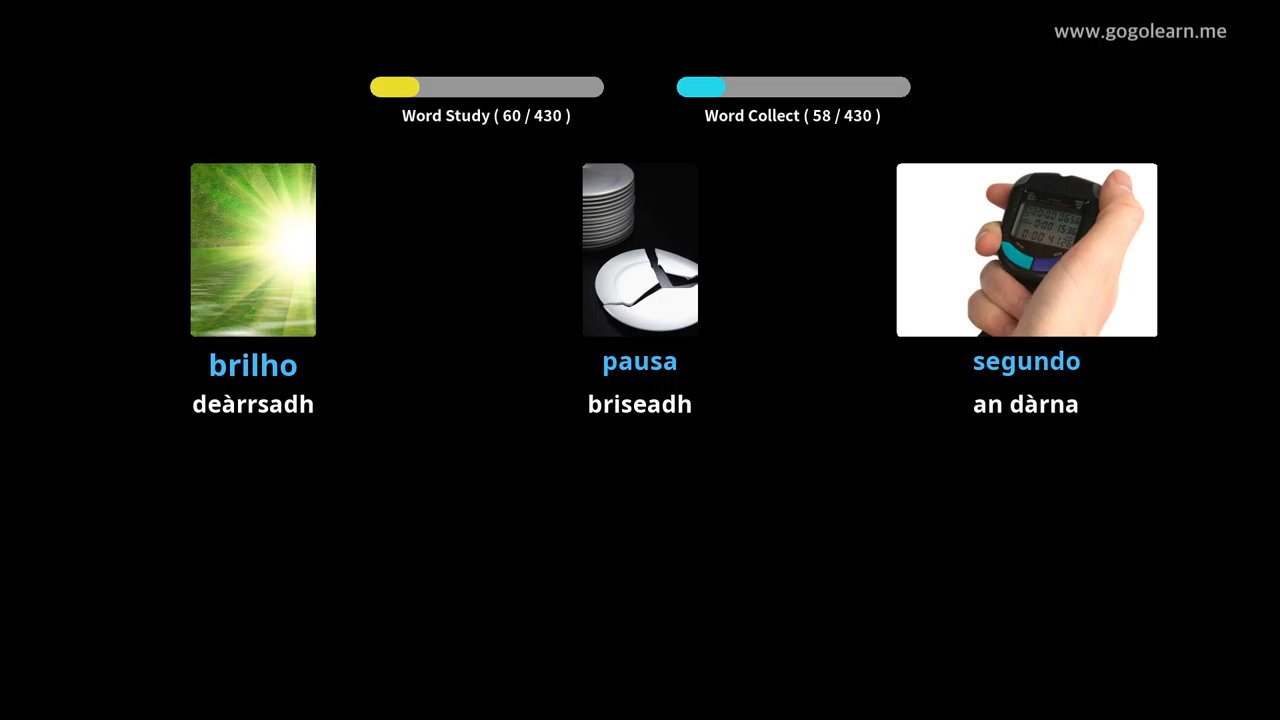 www.gogolearn.me
Word Study ( 60 / 430 )
Word Collect ( 58 / 430 )
brilho
pausa
segundo
deàrrsadh
briseadh
an dàrna